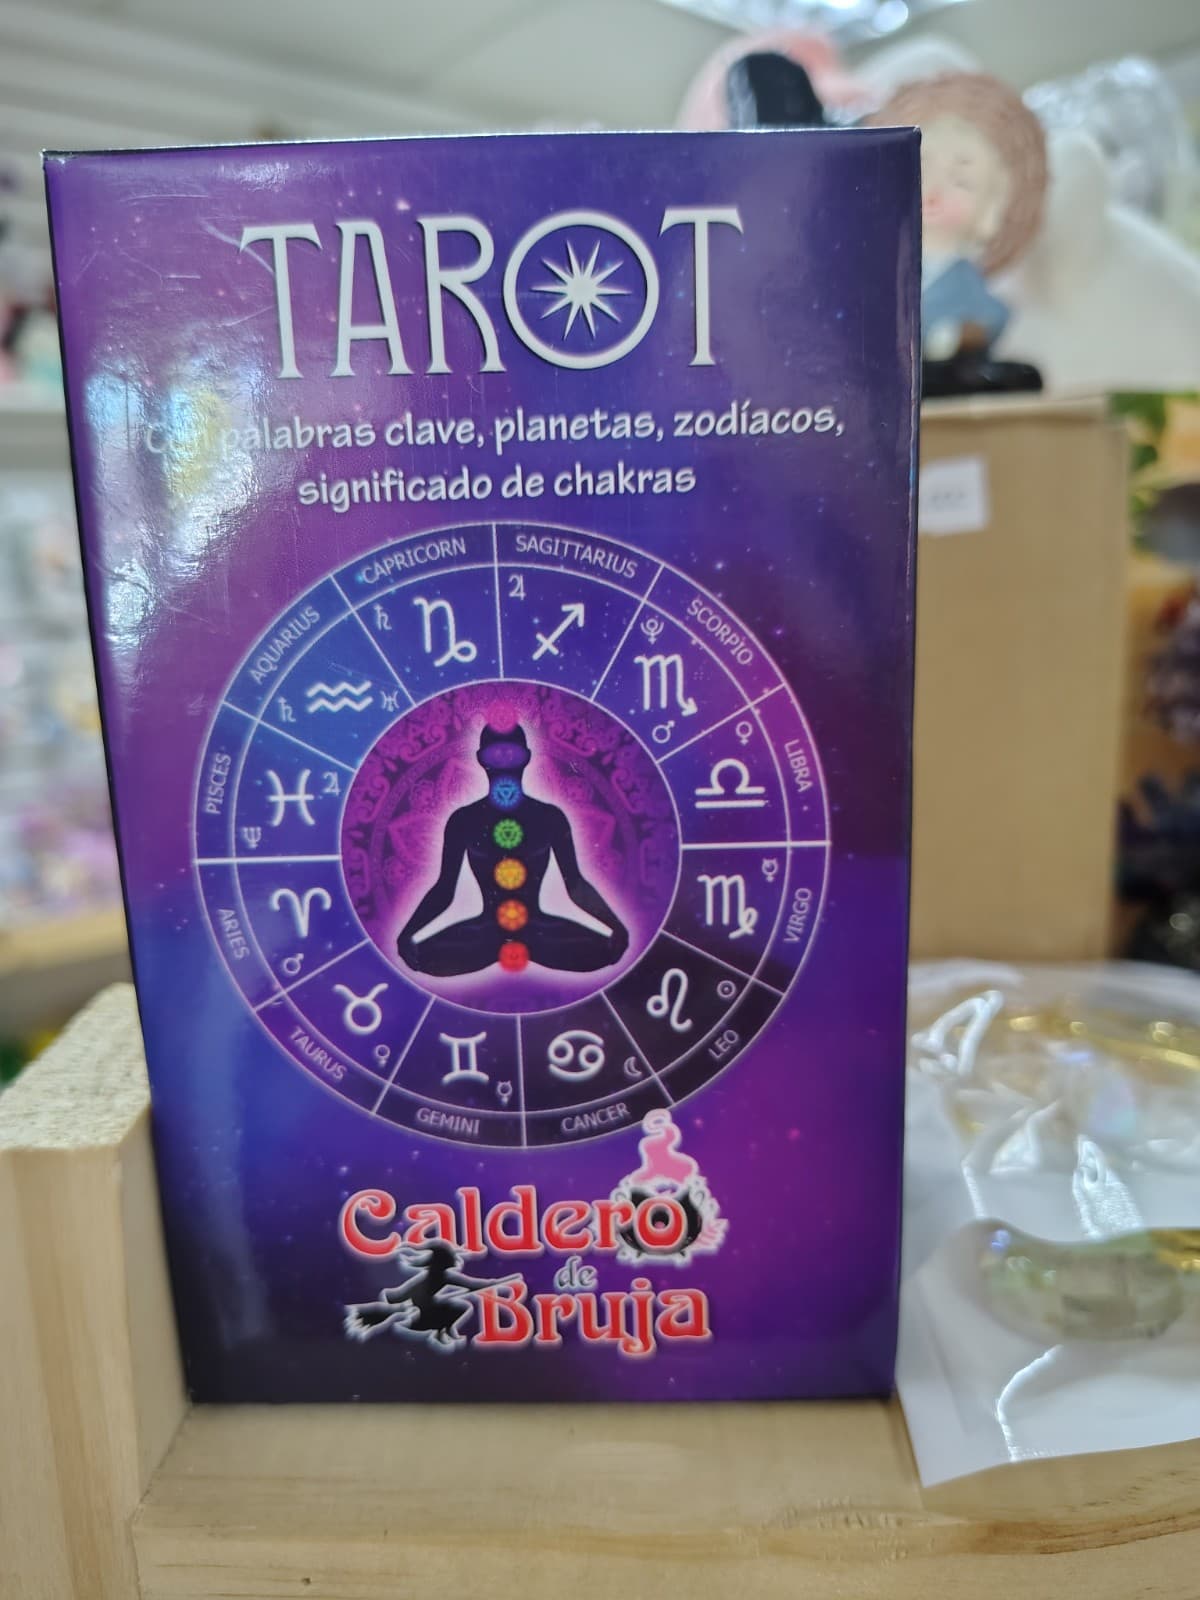 TAROT
Con palabras clave, planetas, zodíacos,
significado de chakras
CAPRICORN
SAGITTARIUS
AQUARIUS
SCORPIO
PISCES
LIBRA
ARIES
VIRGO
TAURUS
LEO
GEMINI
CANCER
Caldero
de
Bruja